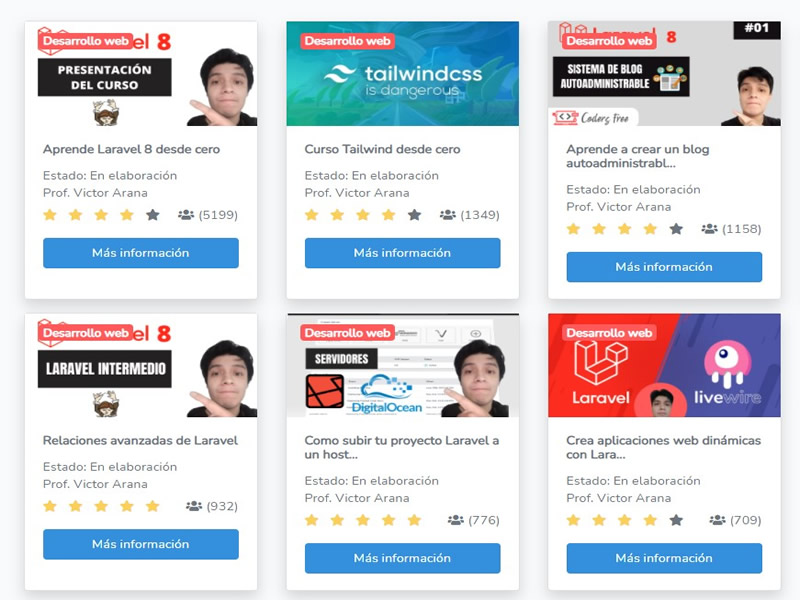 Desarrollo web
el 8
PRESENTACIÓN
DEL CURSO
Aprende Laravel 8 desde cero
Estado: En elaboración
Prof. Victor Arana
(5199)
Más información
Desarrollo web
tailwindcss
is dangerous
Curso Tailwind desde cero
Estado: En elaboración
Prof. Victor Arana
(1349)
Más información
#01
Desarrollo web
8
SISTEMA DE BLOG
AUTOADMINISTRABLE
Coders Free
Aprende a crear un blog
autoadministrabl...
Estado: En elaboración
Prof. Victor Arana
(1158)
Más información
Desarrollo web
el 8
LARAVEL INTERMEDIO
Relaciones avanzadas de Laravel
Estado: En elaboración
Prof. Victor Arana
(932)
Más información
Desarrollo web
SERVIDORES
DigitalOcean
Como subir tu proyecto Laravel a
un host...
Estado: En elaboración
Prof. Victor Arana
(776)
Más información
Desarrollo web
Laravel
livewire
Crea aplicaciones web dinámicas
con Lara...
Estado: En elaboración
Prof. Victor Arana
(709)
Más información